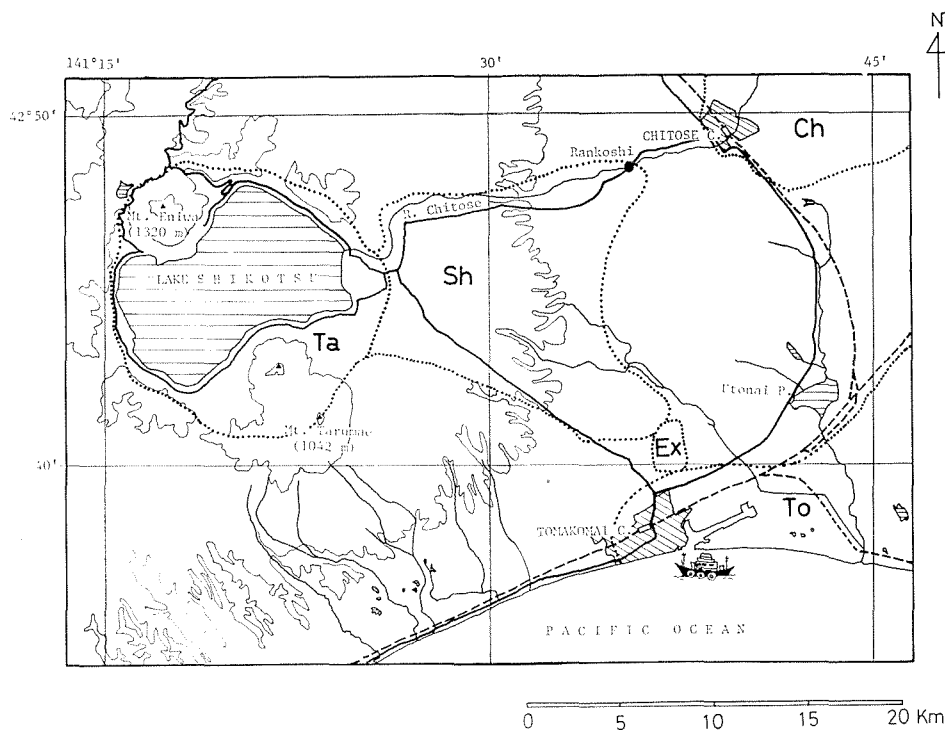 N
141°15'
30'
45'
42°50'
CHITOSE C.
Ch
Rankoshi
R. Chitose
Mt. Eniwa
(1320 m)
LAKE SHIKOTSU
Sh
Ta
Utonai P.
Mt. Tarumae
(1042 m)
40'
Ex
To
TOMAKOMAI C.
PACIFIC OCEAN
0 5 10 15 20 Km